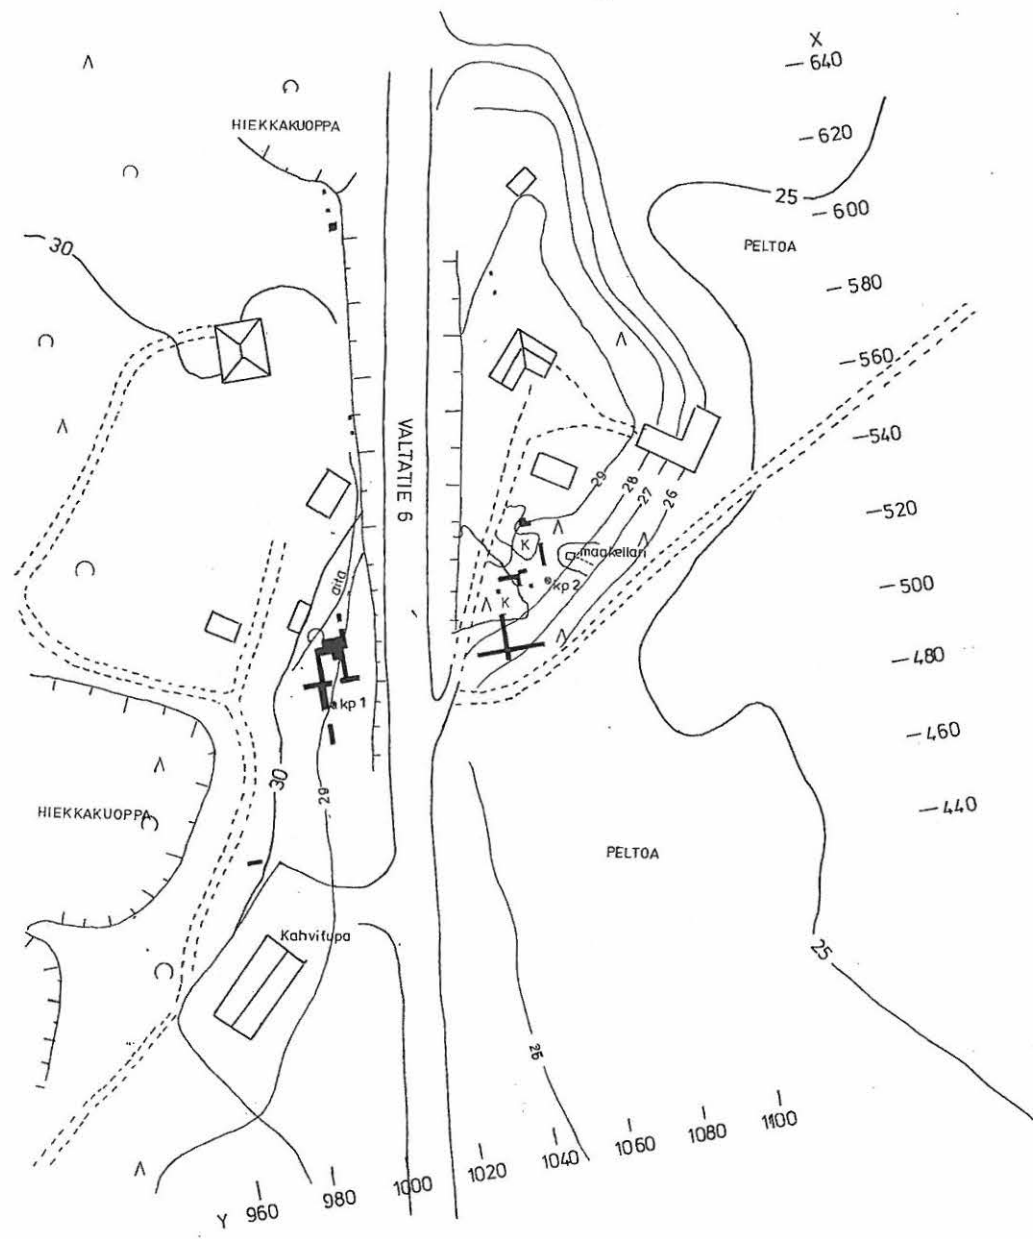 X
640
HIEKKAKUOPPA
620
25
600
30
PELTOA
580
560
VALTATIE 6
540
29
28
27
26
520
K
maakellari
500
aita
kp 2
K
480
kp 1
460
30
29
440
HIEKKAKUOPPA
PELTOA
Kahvitupa
25
26
1100
1080
1060
1040
1020
1000
980
960
Y